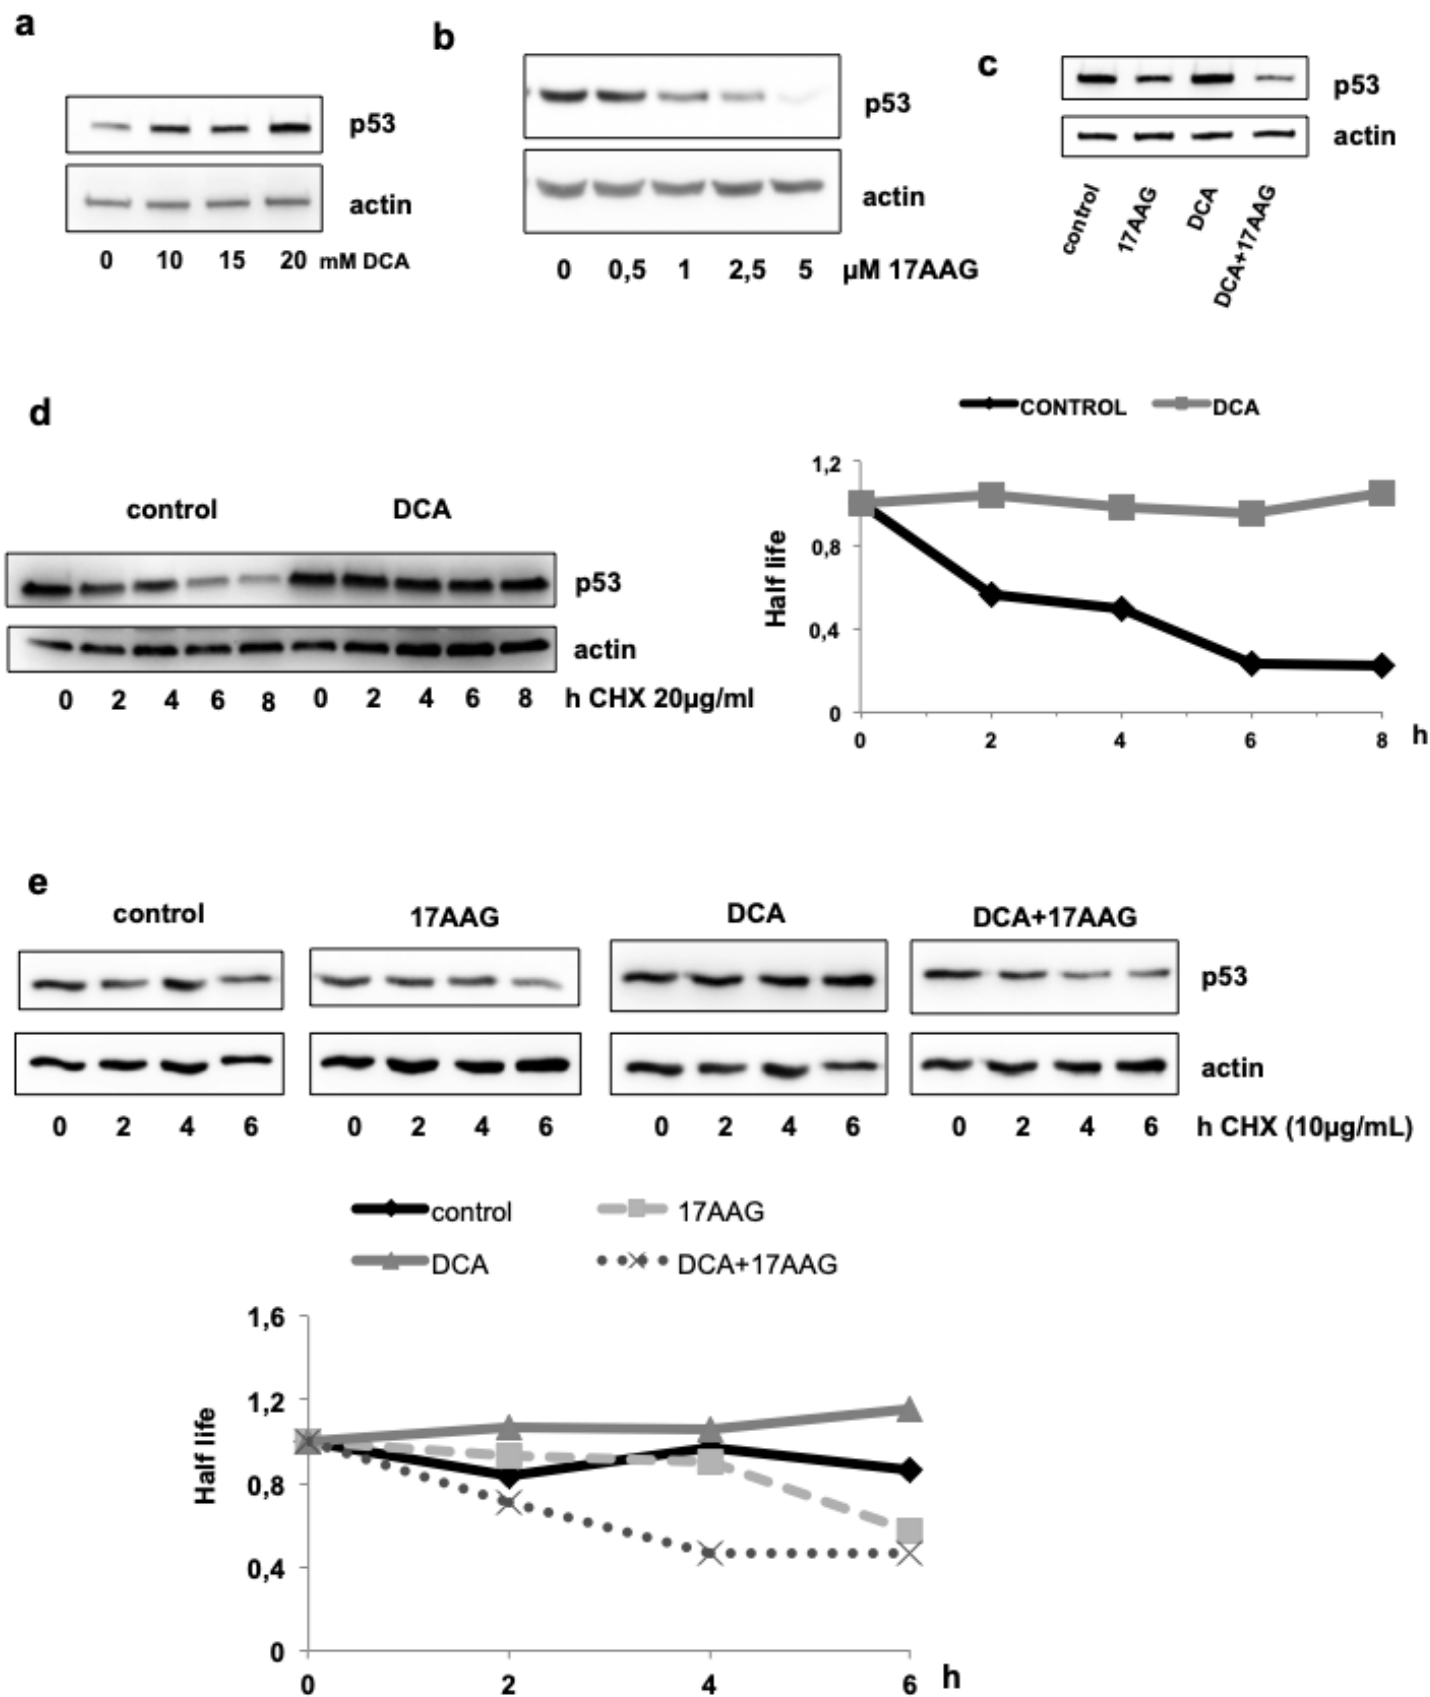 a
p53
actin
0 10 15 20 mM DCA
b
p53
actin
0 0,5 1 2,5 5 µM 17AAG
c
p53
actin
control 17AAG DCA DCA+17AAG
d
control DCA
p53
actin
0 2 4 6 8 0 2 4 6 8 h CHX 20µg/ml
CONTROL DCA
1,2
0,8
0,4
0
Half life
0 2 4 6 8 h
e
control 17AAG DCA DCA+17AAG
p53
actin
0 2 4 6 0 2 4 6 0 2 4 6 0 2 4 6 h CHX (10µg/mL)
control 17AAG
DCA DCA+17AAG
1,6
1,2
0,8
0,4
0
Half life
0 2 4 6 h